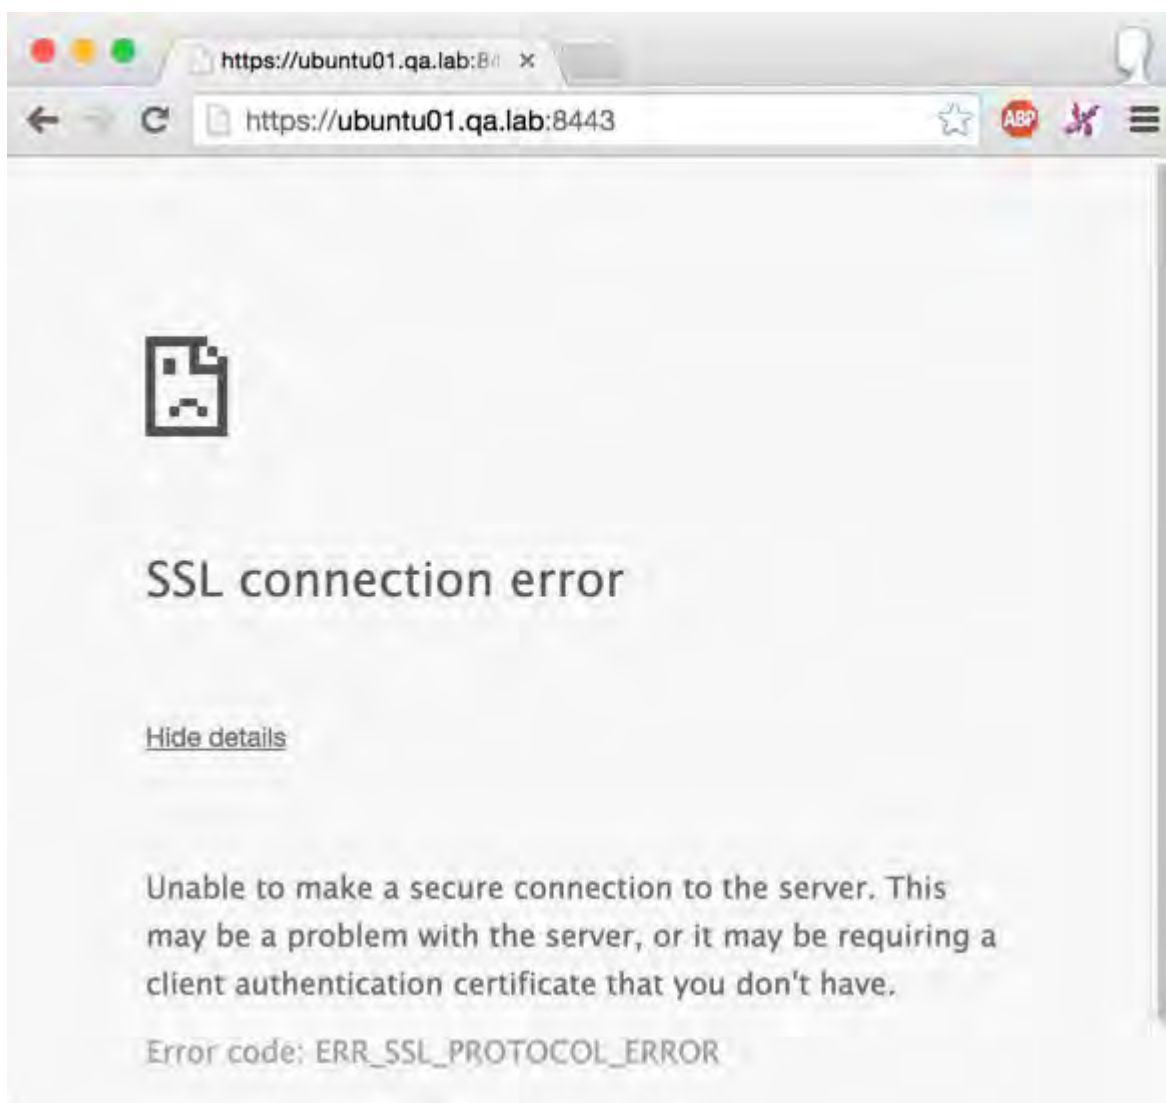 https://ubuntu01.qa.lab:84
https://ubuntu01.qa.lab:8443
ABP
SSL connection error
Hide details
Unable to make a secure connection to the server. This
may be a problem with the server, or it may be requiring a
client authentication certificate that you don't have.
Error code: ERR_SSL_PROTOCOL_ERROR